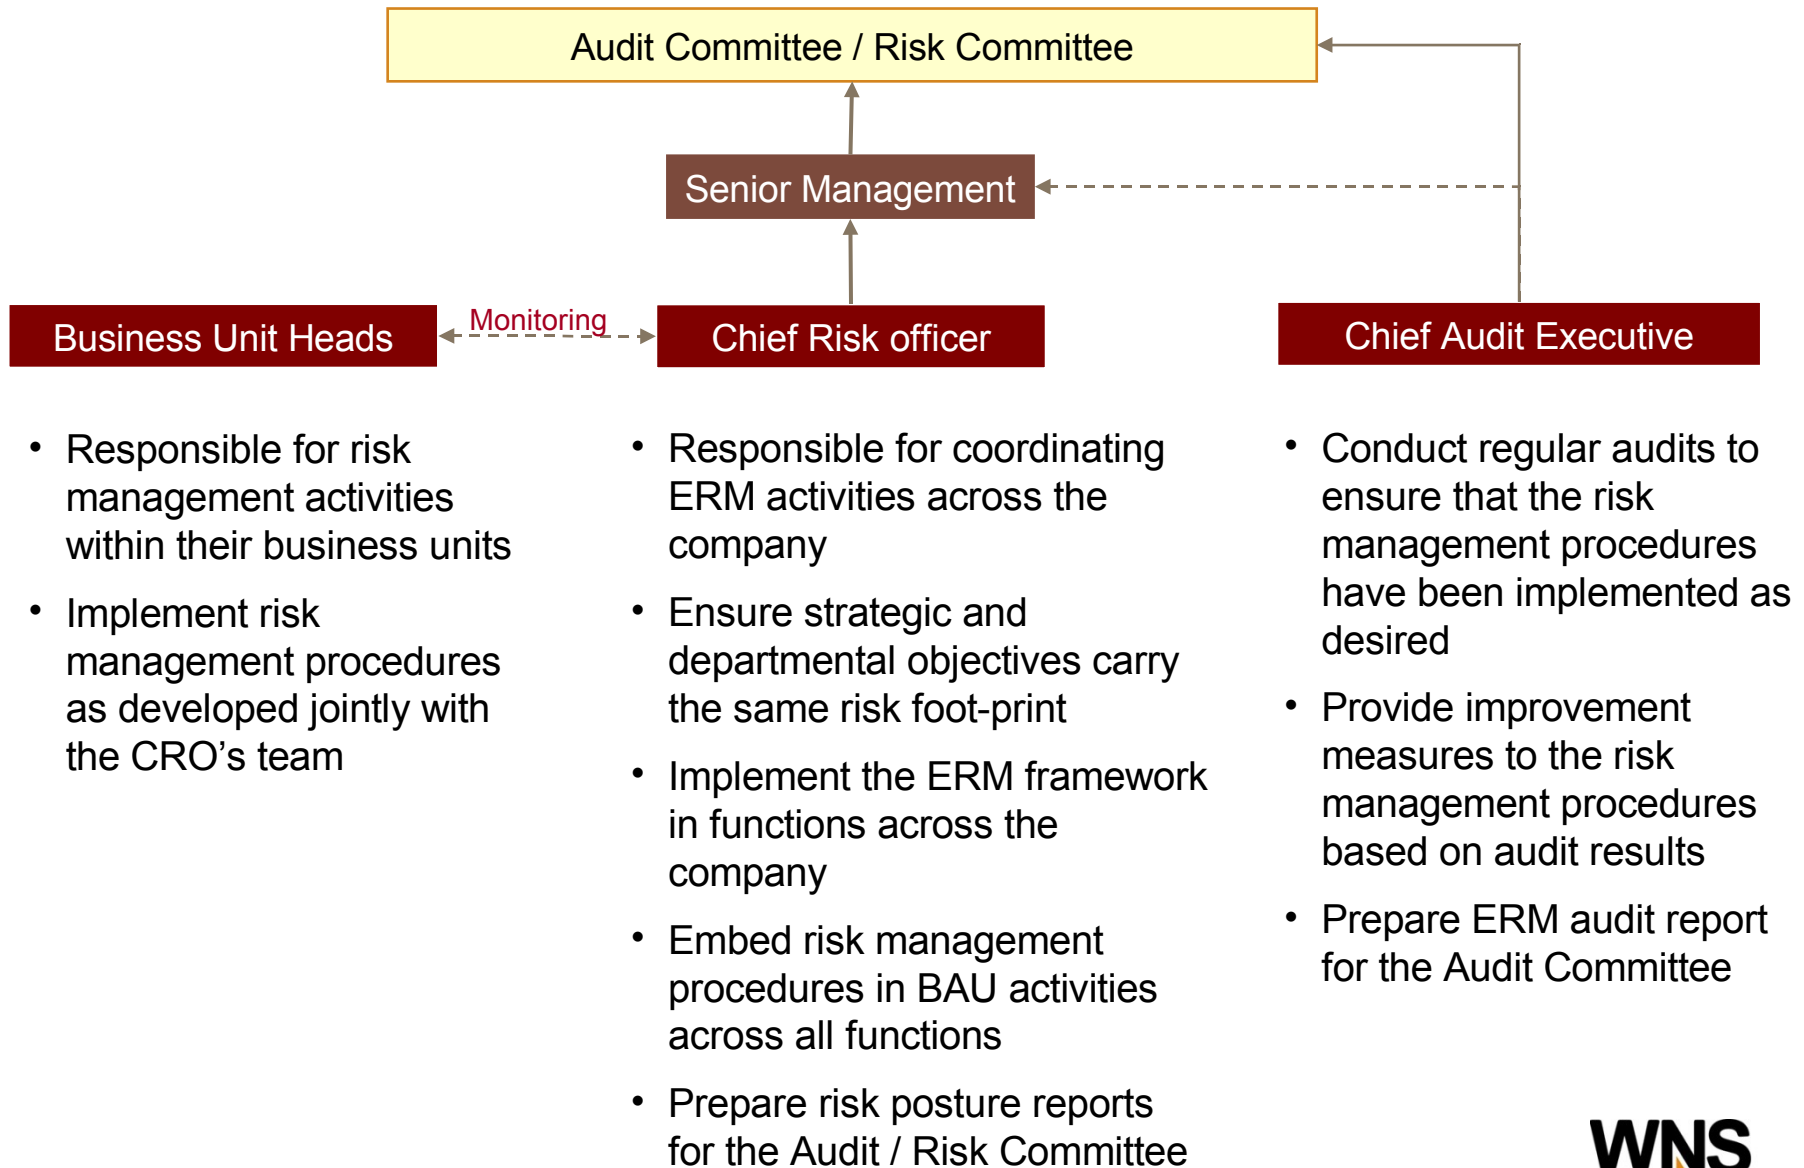 Audit Committee / Risk Committee
Senior Management
Business Unit Heads
Monitoring
Chief Risk officer
Chief Audit Executive
• Responsible for risk
management activities
within their business units
• Implement risk
management procedures
as developed jointly with
the CRO’s team
• Responsible for coordinating
ERM activities across the
company
• Ensure strategic and
departmental objectives carry
the same risk foot-print
• Implement the ERM framework
in functions across the
company
• Embed risk management
procedures in BAU activities
across all functions
• Prepare risk posture reports
for the Audit / Risk Committee
• Conduct regular audits to
ensure that the risk
management procedures
have been implemented as
desired
• Provide improvement
measures to the risk
management procedures
based on audit results
• Prepare ERM audit report
for the Audit Committee
WNS